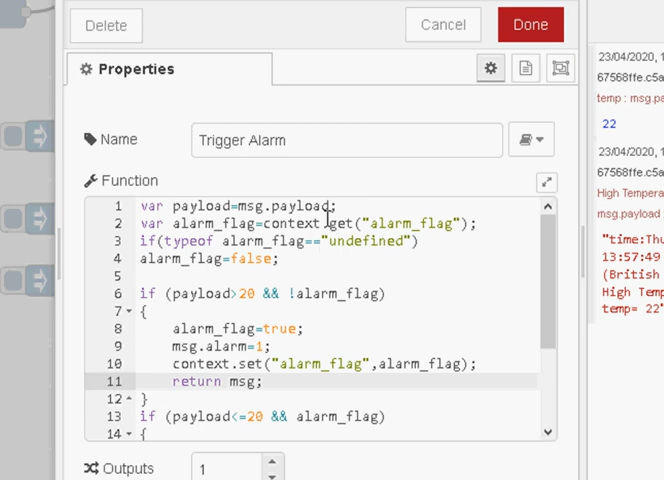 Delete
Cancel
Done
Properties
Name
Trigger Alarm
Function
1 var payload=msg.payload;
2 var alarm_flag=context.get("alarm_flag");
3 if(typeof alarm_flag=="undefined")
4 alarm_flag=false;
5
6 if (payload>20 && !alarm_flag)
7 {
8 alarm_flag=true;
9 msg.alarm=1;
10 context.set("alarm_flag",alarm_flag);
11 return msg;
12 }
13 if (payload<=20 && alarm_flag)
14 {
Outputs
1
23/04/2020, 1
67568ffe.c5a
temp : msg.pa
22
23/04/2020, 1
67568ffe.c5a
High Tempera
msg.payload
"time:Thu
13:57:49
(British
High Temp
temp= 22"